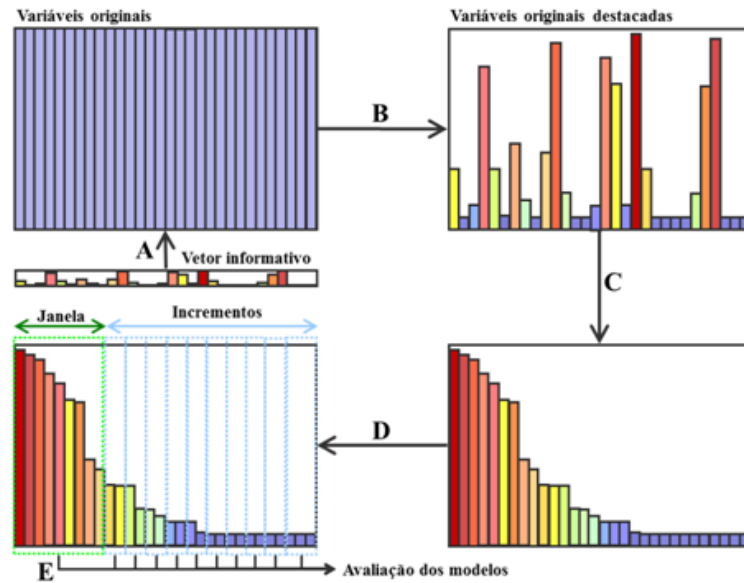 Variáveis originais
Variáveis originais destacadas
B
A
Vetor informativo
C
Janela
Incrementos
D
E
Avaliação dos modelos